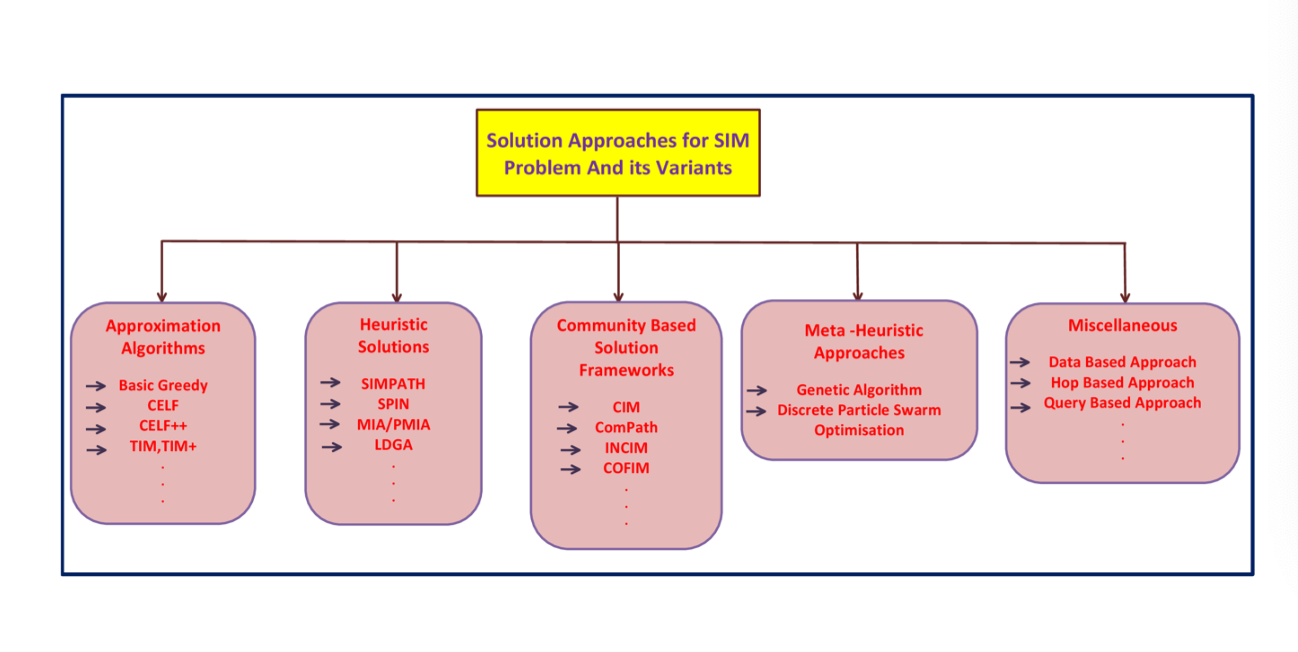 Solution Approaches for SIM
Problem And its Variants
Approximation
Algorithms
Basic Greedy
CELF
CELF++
TIM,TIM+
.
.
.
Heuristic
Solutions
SIMPATH
SPIN
MIA/PMIA
LDGA
.
.
.
Community Based
Solution
Frameworks
CIM
ComPath
INCIM
COFIM
.
.
.
Meta -Heuristic
Approaches
Genetic Algorithm
Discrete Particle Swarm
Optimisation
Miscellaneous
Data Based Approach
Hop Based Approach
Query Based Approach
.
.
.